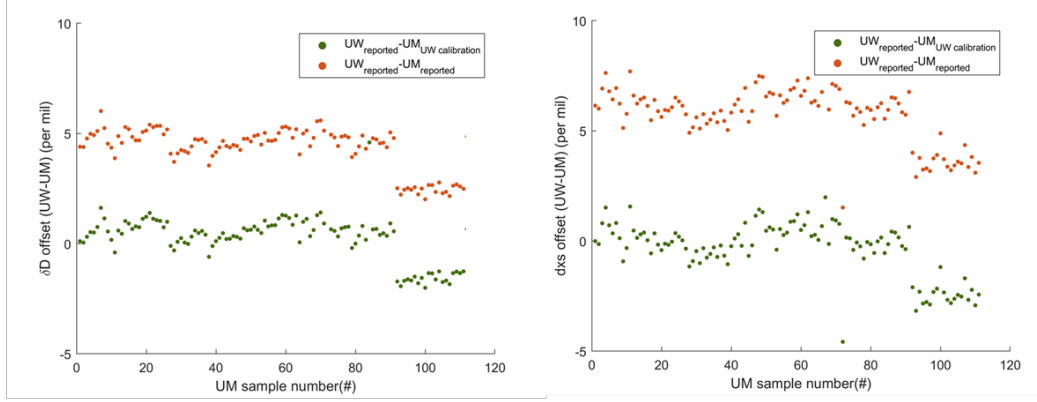 10
5
0
-5
δD offset (UW-UM) (per mil)
UWreported-UMUW calibration
UWreported-UMreported
0 20 40 60 80 100 120
UM sample number(#)
10
5
0
-5
dxs offset (UW-UM) (per mil)
UWreported-UMUW calibration
UWreported-UMreported
0 20 40 60 80 100 120
UM sample number(#)